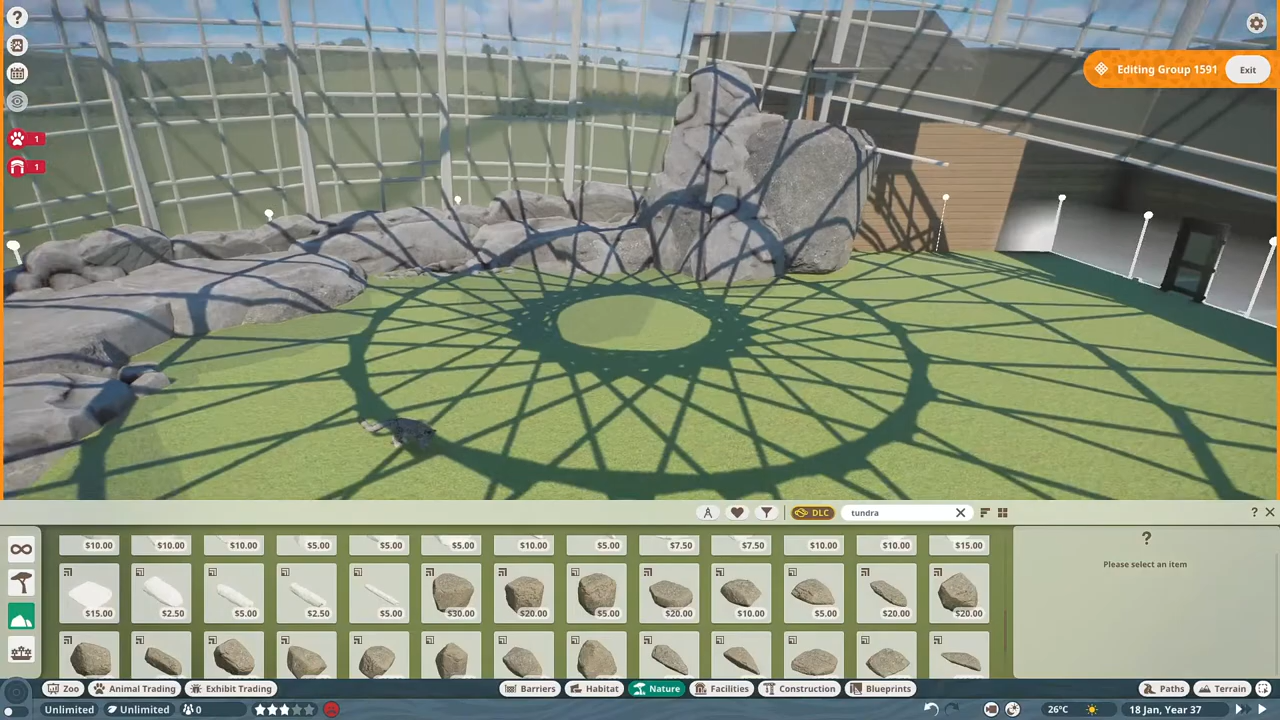 ?
Editing Group 1591
Exit
1
1
DLC
tundra
?
$10.00 $10.00 $10.00 $5.00 $5.00 $5.00 $10.00 $5.00 $7.50 $7.50 $10.00 $10.00 $15.00
?
Please select an item
$15.00 $2.50 $5.00 $2.50 $5.00 $30.00 $20.00 $5.00 $20.00 $10.00 $5.00 $20.00 $20.00
Zoo
Animal Trading
Exhibit Trading
Barriers
Habitat
Nature
Facilities
Construction
Blueprints
Paths
Terrain
Unlimited
Unlimited
0
26°C
18 Jan, Year 37